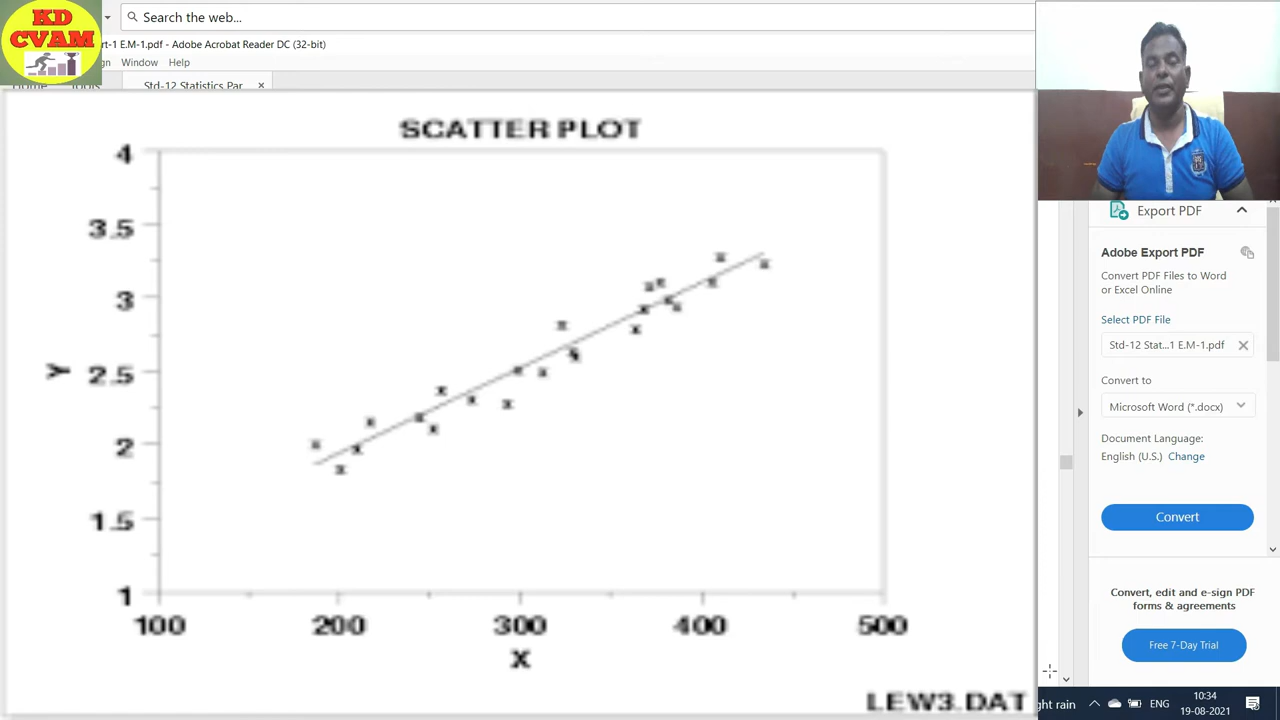 KD
CVAM
Search the web...
rt-1 E.M-1.pdf - Adobe Acrobat Reader DC (32-bit)
Window Help
Std-12 Statistics Par
SCATTER PLOT
4
3.5
3
2.5
2
1.5
1
Y
100 200 300 400 500
X
LEW3.DAT
Export PDF
Adobe Export PDF
Convert PDF Files to Word
or Excel Online
Select PDF File
Std-12 Stat...1 E.M-1.pdf
Convert to
Microsoft Word (*.docx)
Document Language:
English (U.S.) Change
Convert
Convert, edit and e-sign PDF
forms & agreements
Free 7-Day Trial
ght rain
ENG
10:34
19-08-2021